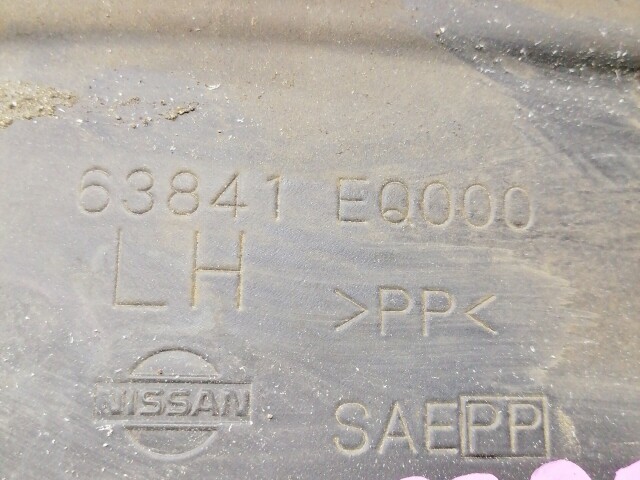 63841 EQ000
LH
>PP<
NISSAN
SAEPP